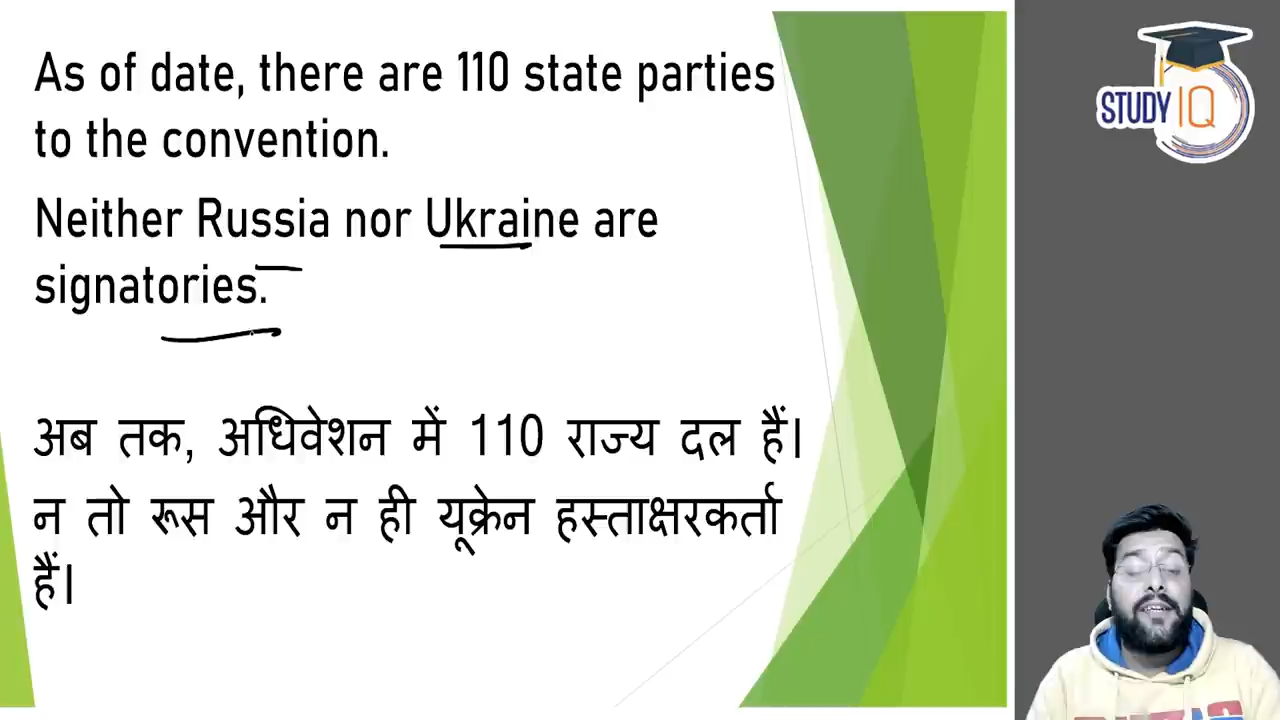 As of date, there are 110 state parties
to the convention.
Neither Russia nor Ukraine are
signatories.
अब तक, अधिवेशन में 110 राज्य दल हैं।
न तो रूस और न ही यूक्रेन हस्ताक्षरकर्ता
हैं।
STUDY IQ